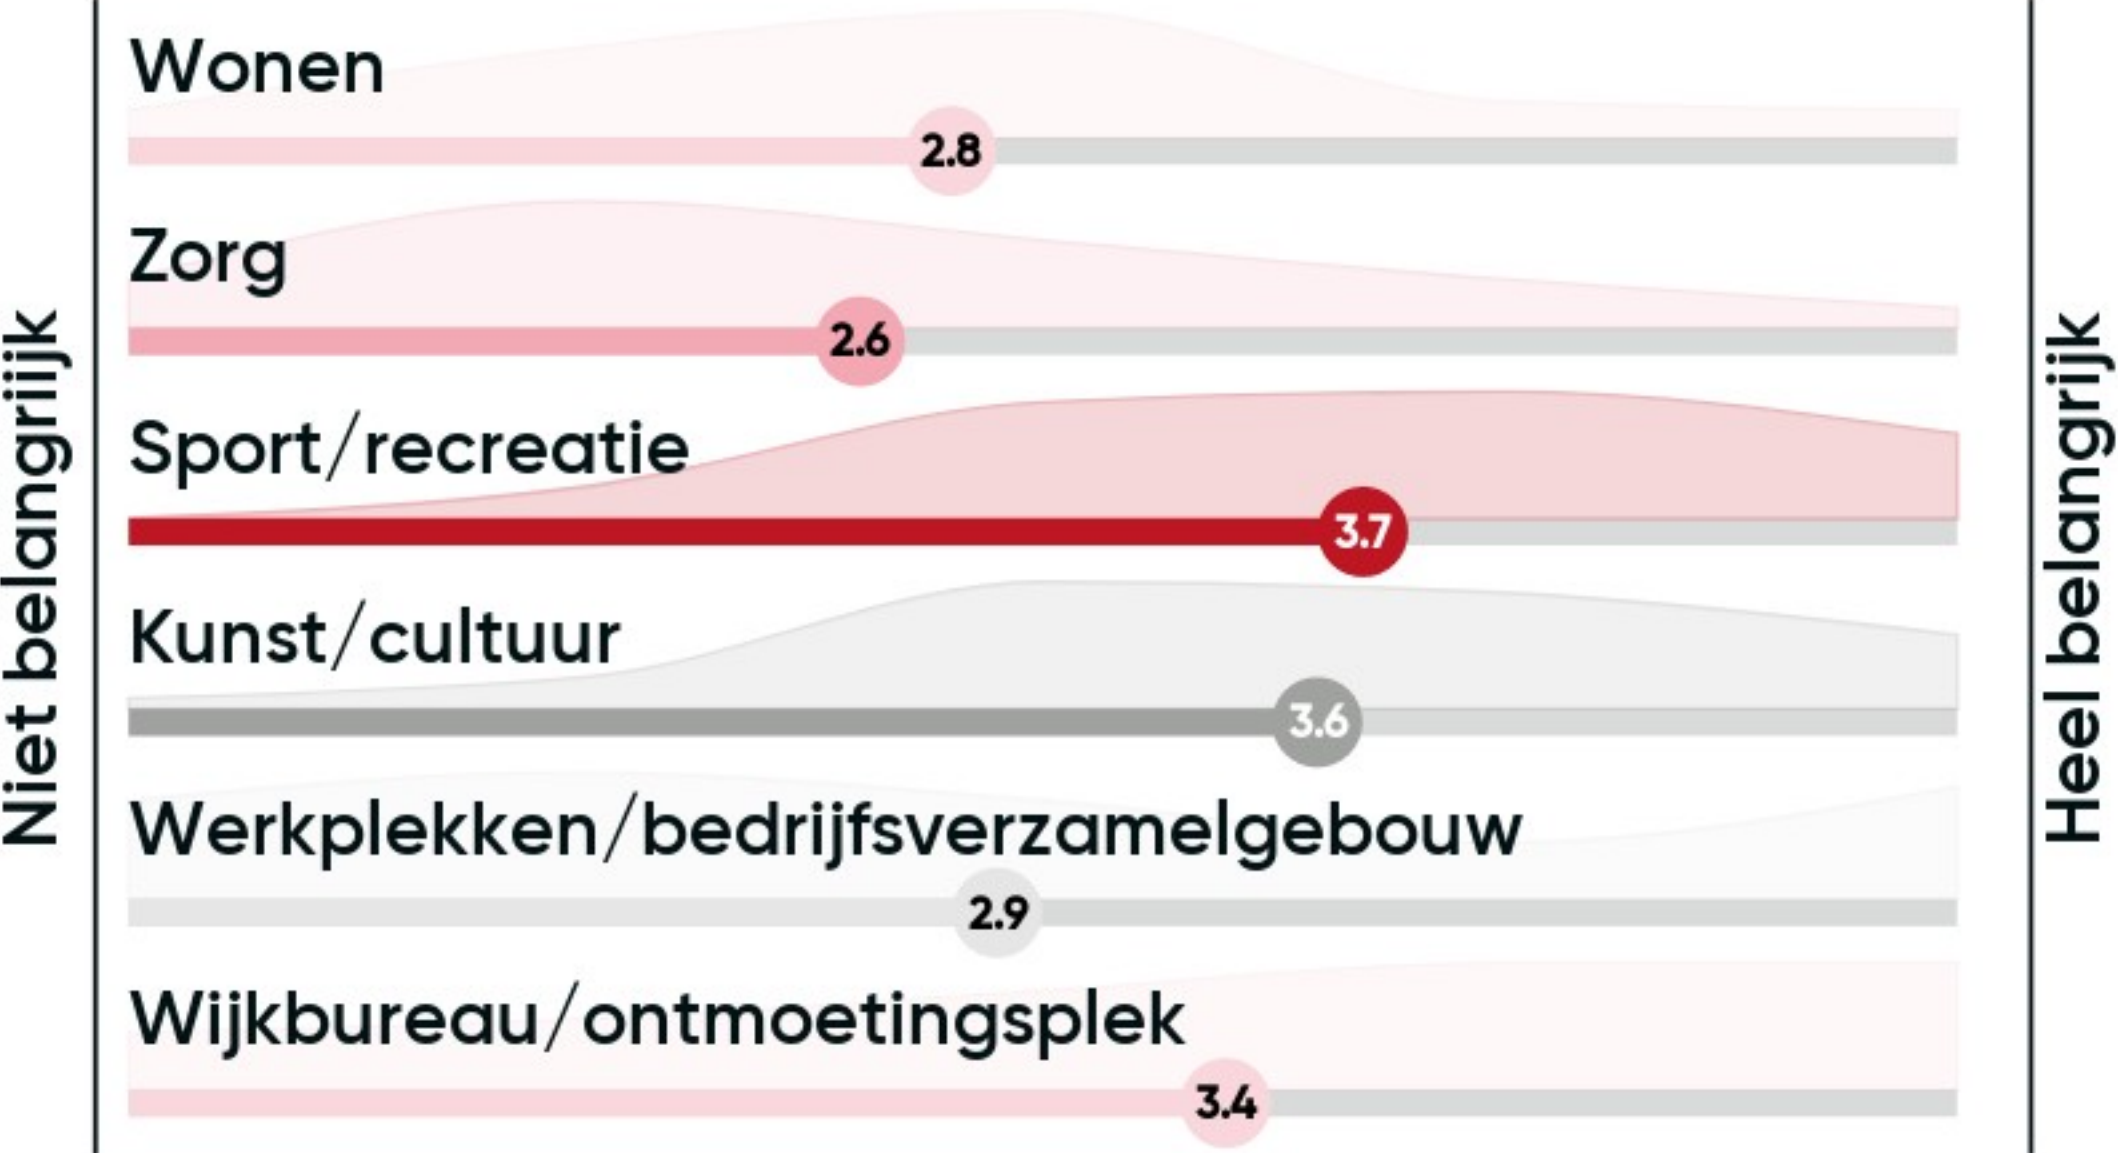 Niet belangriijk
Wonen
2.8
Zorg
2.6
Sport/recreatie
3.7
Kunst/cultuur
3.6
Werkplekken/bedrijfsverzamelgebouw
2.9
Wijkbureau/ontmoetingsplek
3.4
Heel belangrijk